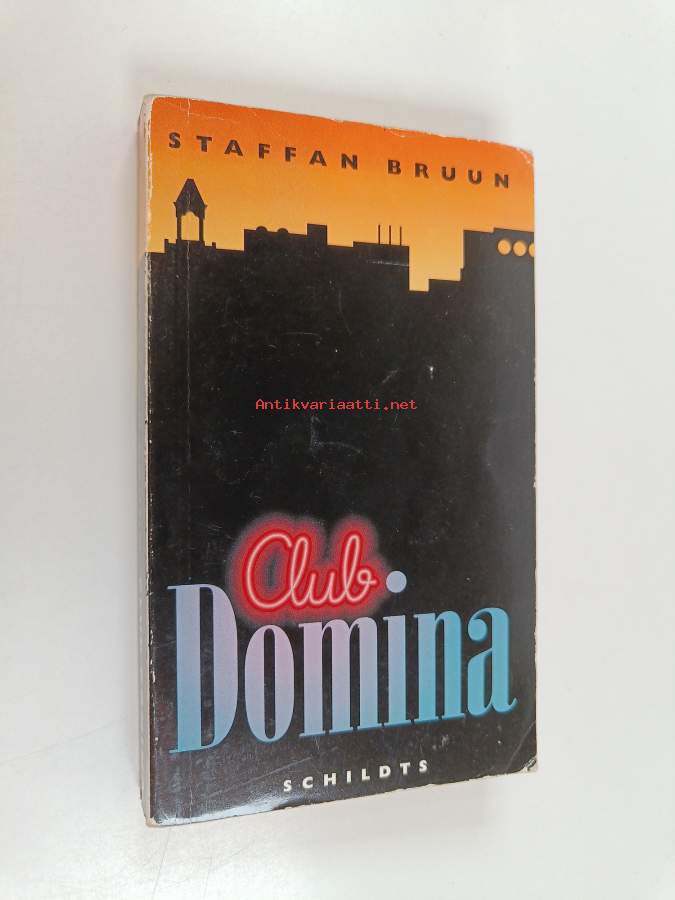 STAFFAN BRUUN
Antikvariaatti.net
Club
Domina
SCHILDTS